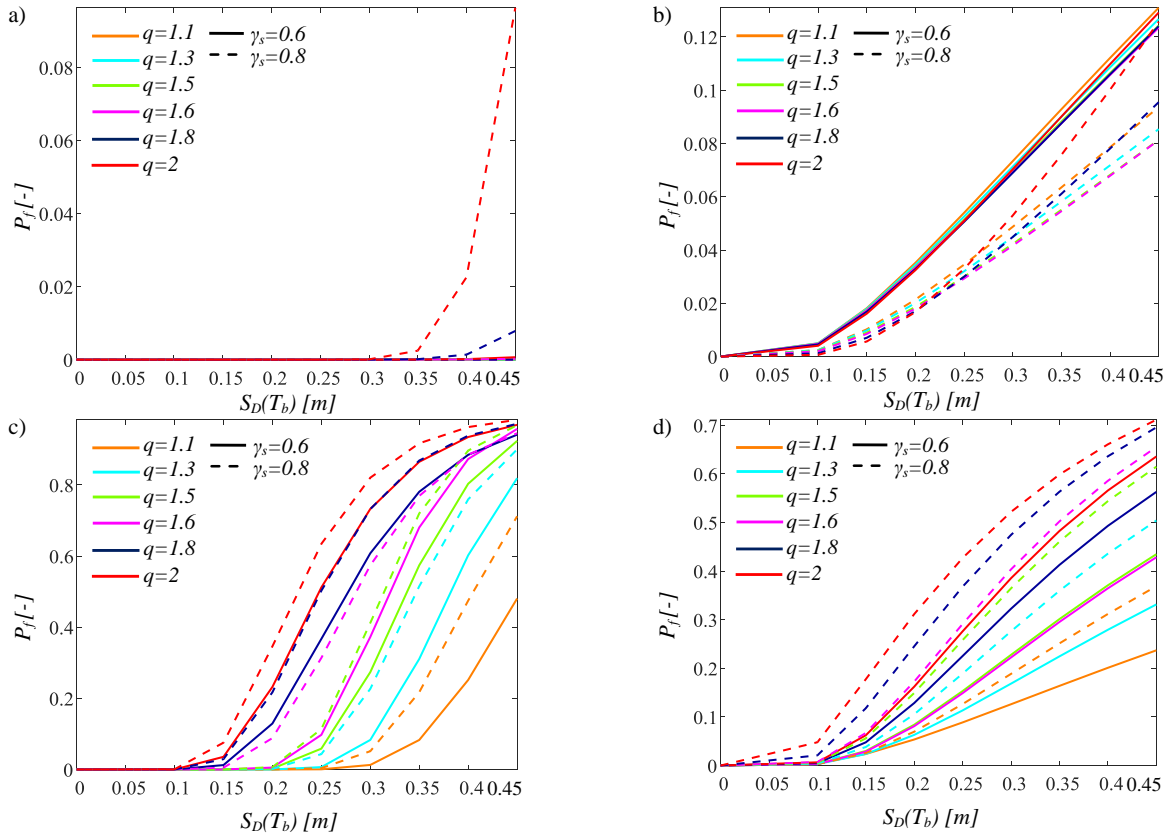 a)
q=1.1 γs=0.6
q=1.3 γs=0.8
q=1.5
q=1.6
q=1.8
q=2
0.08
0.06
0.04
0.02
0
Pf [-]
0 0.05 0.1 0.15 0.2 0.25 0.3 0.35 0.4 0.45
SD(Tb) [m]
b)
q=1.1 γs=0.6
q=1.3 γs=0.8
q=1.5
q=1.6
q=1.8
q=2
0.12
0.1
0.08
0.06
0.04
0.02
0
Pf [-]
0 0.05 0.1 0.15 0.2 0.25 0.3 0.35 0.4 0.45
SD(Tb) [m]
c)
q=1.1 γs=0.6
q=1.3 γs=0.8
q=1.5
q=1.6
q=1.8
q=2
0.8
0.6
0.4
0.2
0
Pf [-]
0 0.05 0.1 0.15 0.2 0.25 0.3 0.35 0.4 0.45
SD(Tb) [m]
d)
q=1.1 γs=0.6
q=1.3 γs=0.8
q=1.5
q=1.6
q=1.8
q=2
0.7
0.6
0.5
0.4
0.3
0.2
0.1
0
Pf [-]
0 0.05 0.1 0.15 0.2 0.25 0.3 0.35 0.4 0.45
SD(Tb) [m]